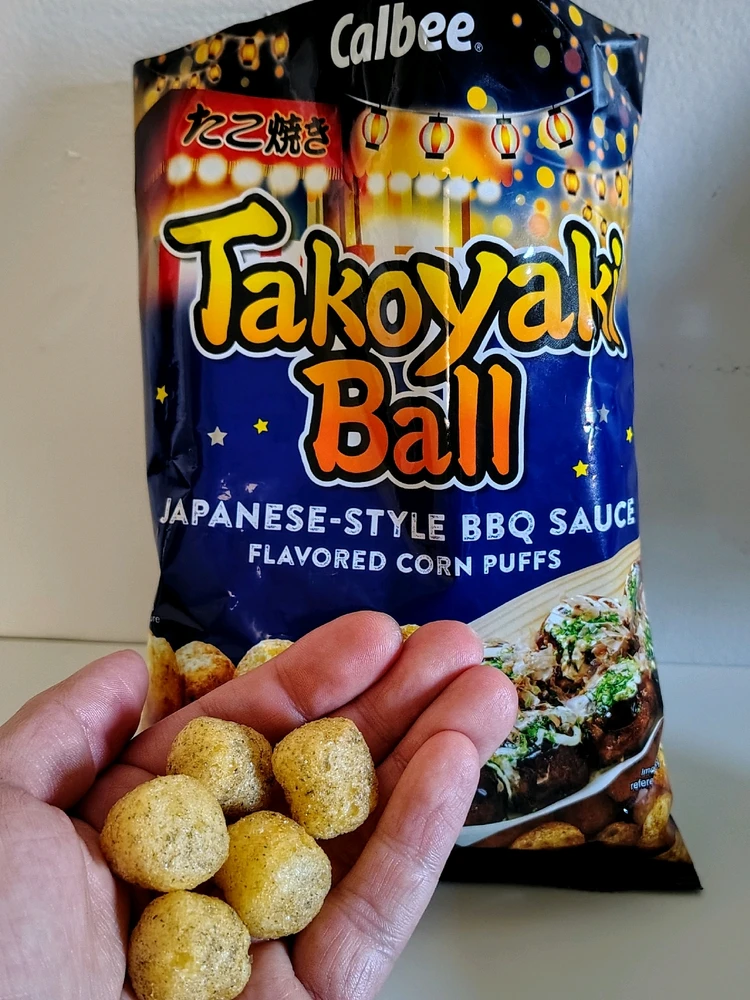 Calbee®
たこ焼き
Takoyaki
Ball
JAPANESE-STYLE BBQ SAUCE
FLAVORED CORN PUFFS